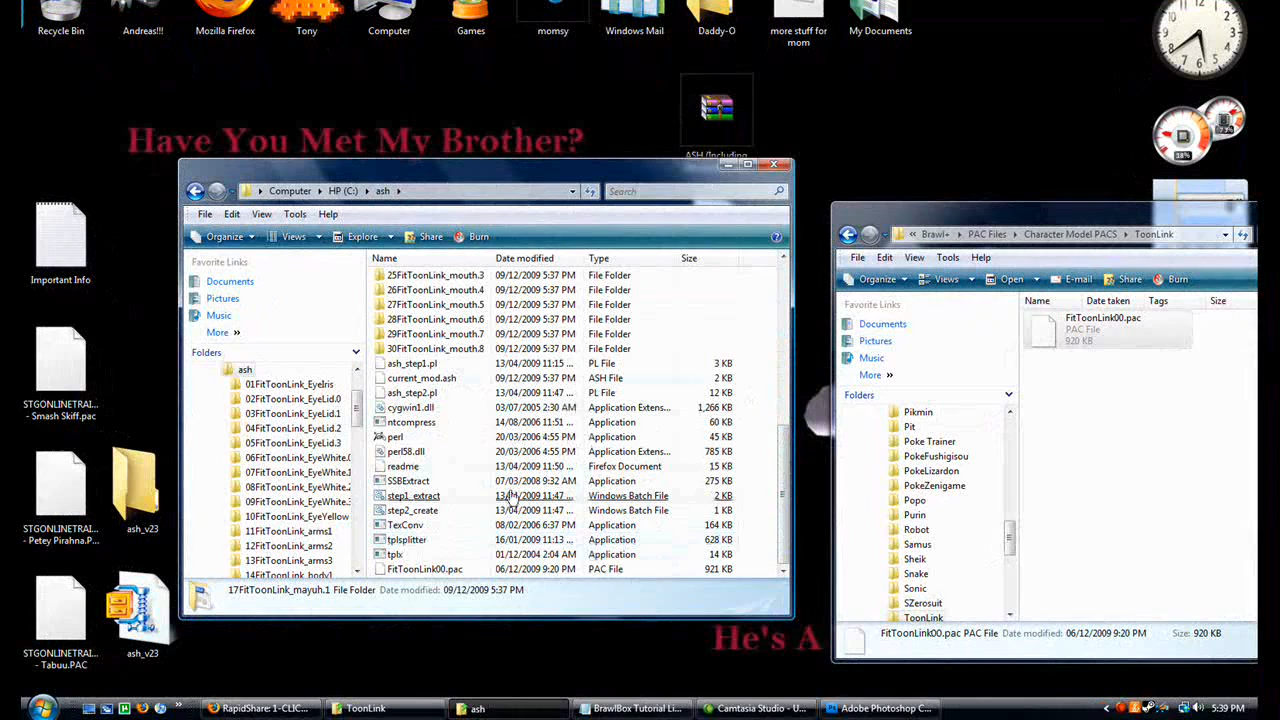 Recycle Bin
Andreas!!!
Mozilla Firefox
Tony
Computer
Games
momsy
Windows Mail
Daddy-O
more stuff for
mom
My Documents
73%
38%
Have You Met My Brother?
Computer HP (C:) ash
Search
File Edit View Tools Help
Organize Views Explore Share Burn
Favorite Links
Documents
Pictures
Music
More
Folders
ash
01FitToonLink_EyeIris
02FitToonLink_EyeLid.0
03FitToonLink_EyeLid.1
04FitToonLink_EyeLid.2
05FitToonLink_EyeLid.3
06FitToonLink_EyeWhite.0
07FitToonLink_EyeWhite.1
08FitToonLink_EyeWhite.2
09FitToonLink_EyeWhite.3
10FitToonLink_EyeYellow
11FitToonLink_arms1
12FitToonLink_arms2
13FitToonLink_arms3
14FitToonLink_body1
Name Date modified Type Size
25FitToonLink_mouth.3 09/12/2009 5:37 PM File Folder
26FitToonLink_mouth.4 09/12/2009 5:37 PM File Folder
27FitToonLink_mouth.5 09/12/2009 5:37 PM File Folder
28FitToonLink_mouth.6 09/12/2009 5:37 PM File Folder
29FitToonLink_mouth.7 09/12/2009 5:37 PM File Folder
30FitToonLink_mouth.8 09/12/2009 5:37 PM File Folder
ash_step1.pl 13/04/2009 11:15 ... PL File 3 KB
current_mod.ash 09/12/2009 5:37 PM ASH File 2 KB
ash_step2.pl 13/04/2009 11:47 ... PL File 12 KB
cygwin1.dll 03/07/2005 2:30 AM Application Extens... 1,266 KB
ntcompress 14/08/2006 11:51 ... Application 60 KB
perl 20/03/2006 4:55 PM Application 45 KB
perl58.dll 20/03/2006 4:55 PM Application Extens... 785 KB
readme 13/04/2009 11:50 ... Firefox Document 15 KB
SSBExtract 07/03/2008 9:32 AM Application 275 KB
step1_extract 13/04/2009 11:47 ... Windows Batch File 2 KB
step2_create 13/04/2009 11:47 ... Windows Batch File 1 KB
TexConv 08/02/2006 6:37 PM Application 164 KB
tplsplitter 16/01/2009 11:13 ... Application 628 KB
tplx 01/12/2004 2:04 AM Application 14 KB
FitToonLink00.pac 06/12/2009 9:20 PM PAC File 921 KB
17FitToonLink_mayuh.1 File Folder Date modified: 09/12/2009 5:37 PM
Important Info
STGONLINETRAI...
- Smash Skiff.pac
STGONLINETRAI...
- Petey Pirahna.P...
ash_v23
STGONLINETRAI...
- Tabuu.PAC
ash_v23
Brawl+ PAC Files Character Model PACS ToonLink
File Edit View Tools Help
Organize Views Open E-mail Share Burn
Favorite Links
Documents
Pictures
Music
More
Folders
Pikmin
Pit
Poke Trainer
PokeFushigisou
PokeLizardon
PokeZenigame
Popo
Purin
Robot
Samus
Sheik
Snake
Sonic
SZerosuit
ToonLink
Name Date taken Tags Size
FitToonLink00.pac
PAC File
920 KB
FitToonLink00.pac PAC File Date modified: 06/12/2009 9:20 PM Size: 920 KB
He's A
RapidShare: 1-CLIC... ToonLink ash BrawlBox Tutorial Li... Camtasia Studio - U... Adobe Photoshop C... 5:39 PM